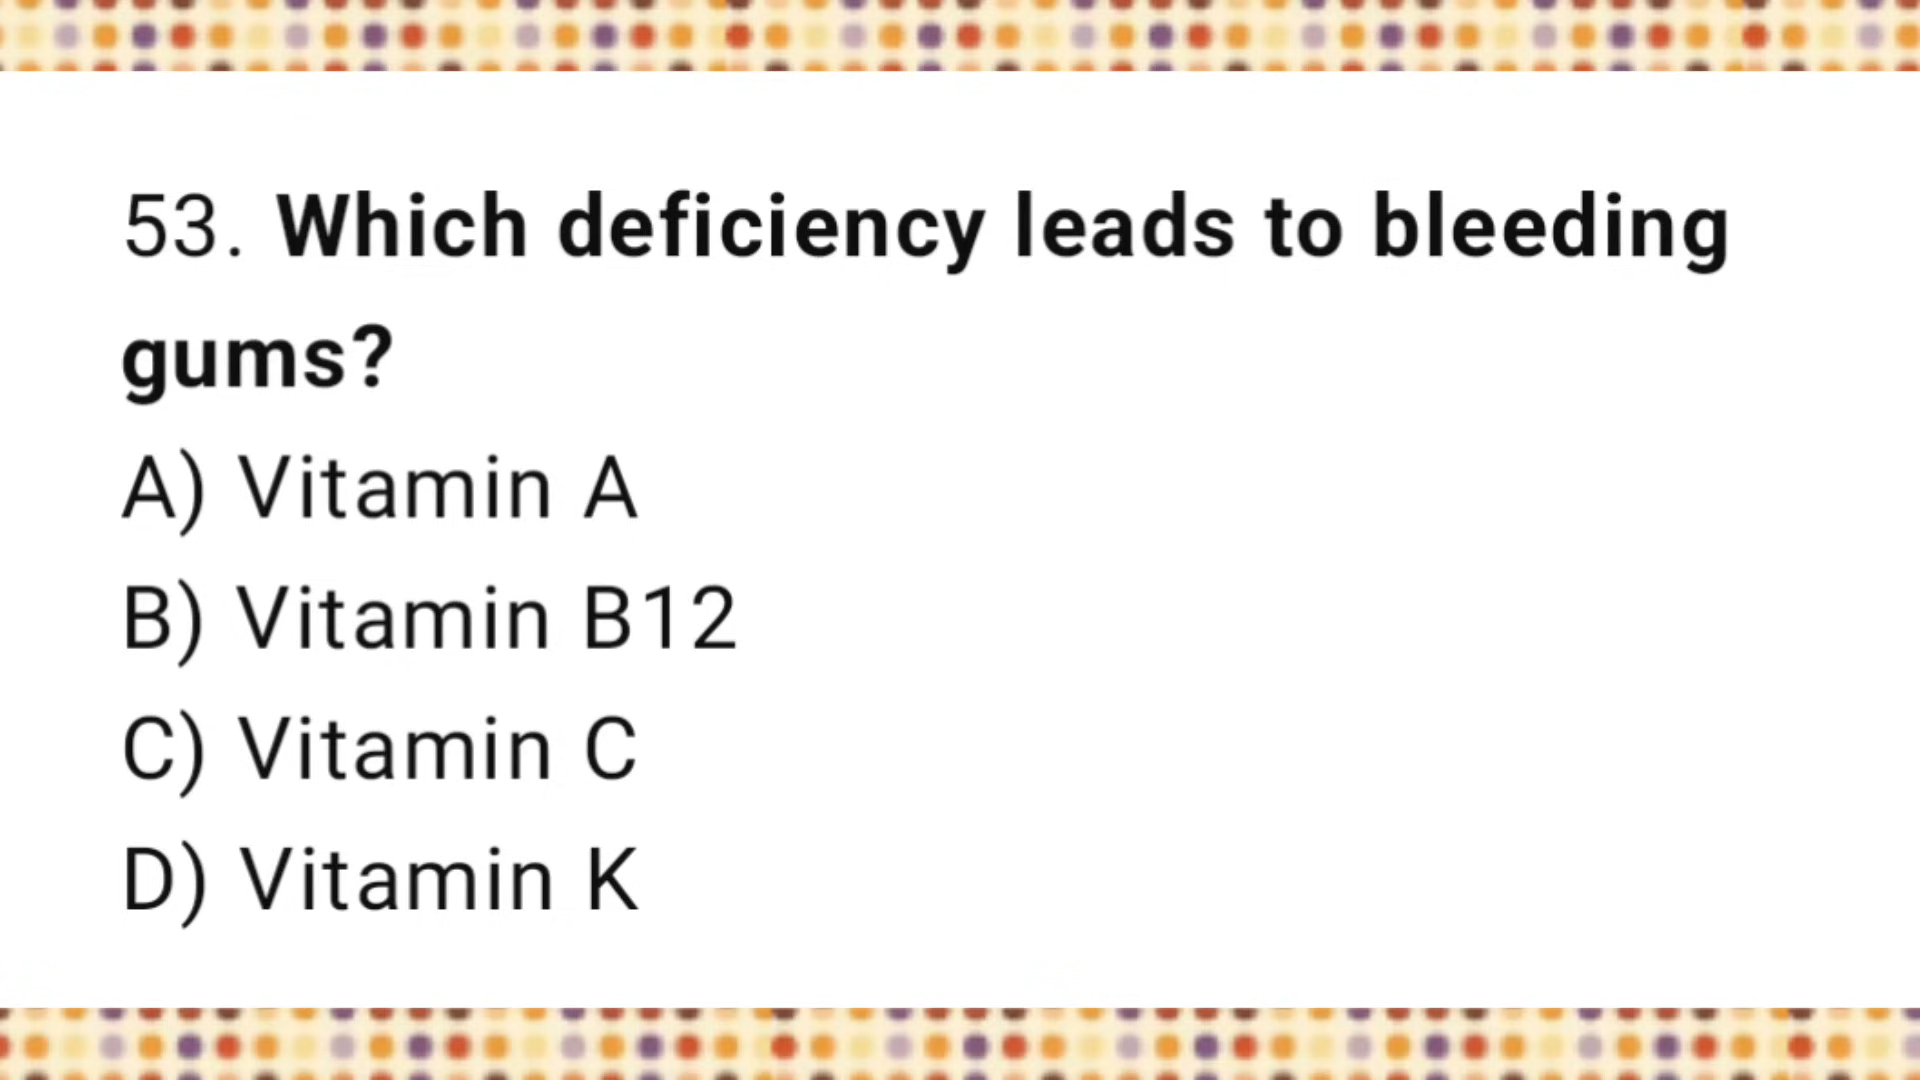 53. Which deficiency leads to bleeding
gums?
A) Vitamin A
B) Vitamin B12
C) Vitamin C
D) Vitamin K